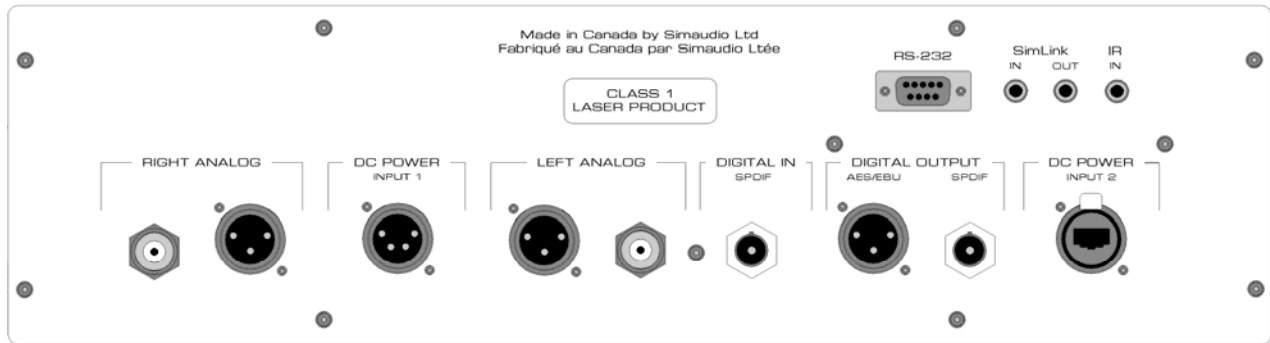 Made in Canada by Simaudio Ltd
Fabriqué au Canada par Simaudio Ltée
RS-232
SimLink
IR
IN
OUT
IN
CLASS 1
LASER PRODUCT
RIGHT ANALOG
DC POWER
INPUT 1
LEFT ANALOG
DIGITAL IN
SPDIF
DIGITAL OUTPUT
AES/EBU
SPDIF
DC POWER
INPUT 2